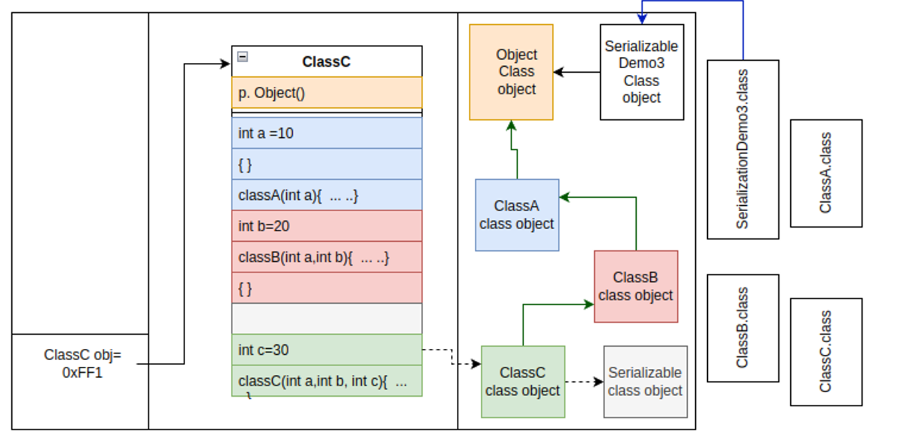 ClassC obj=
0xFF1
ClassC
p. Object()
int a =10
{ }
classA(int a){  ... ..}
int b=20
classB(int a,int b){  ... ..}
{ }
int c=30
classC(int a,int b, int c){  ...
}
Object
Class
object
Serializable
Demo3
Class
object
ClassA
class object
ClassB
class object
ClassC
class object
Serializable
class object
SerializationDemo3.class
ClassA.class
ClassB.class
ClassC.class